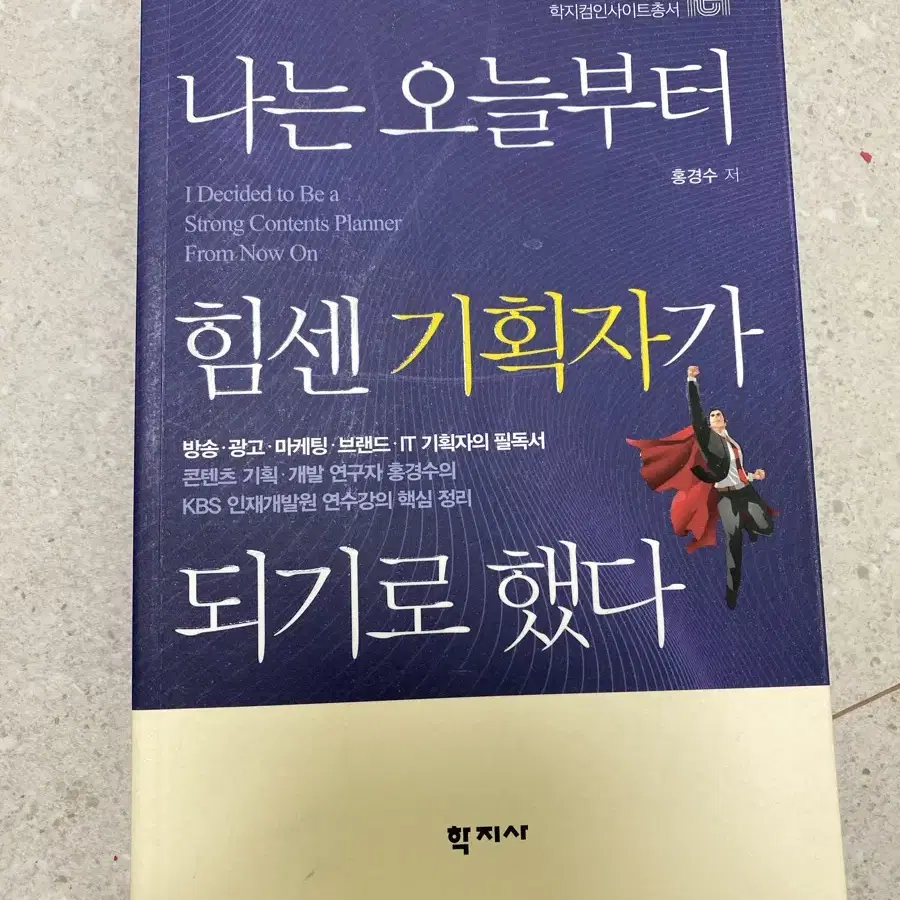 학지컴인사이트총서
나는 오늘부터
홍경수 저
I Decided to Be a
Strong Contents Planner
From Now On
힘센 기획자가
방송·광고·마케팅·브랜드·IT 기획자의 필독서
콘텐츠 기획·개발 연구자 홍경수의
KBS 인재개발원 연수강의 핵심 정리
되기로 했다
학지사